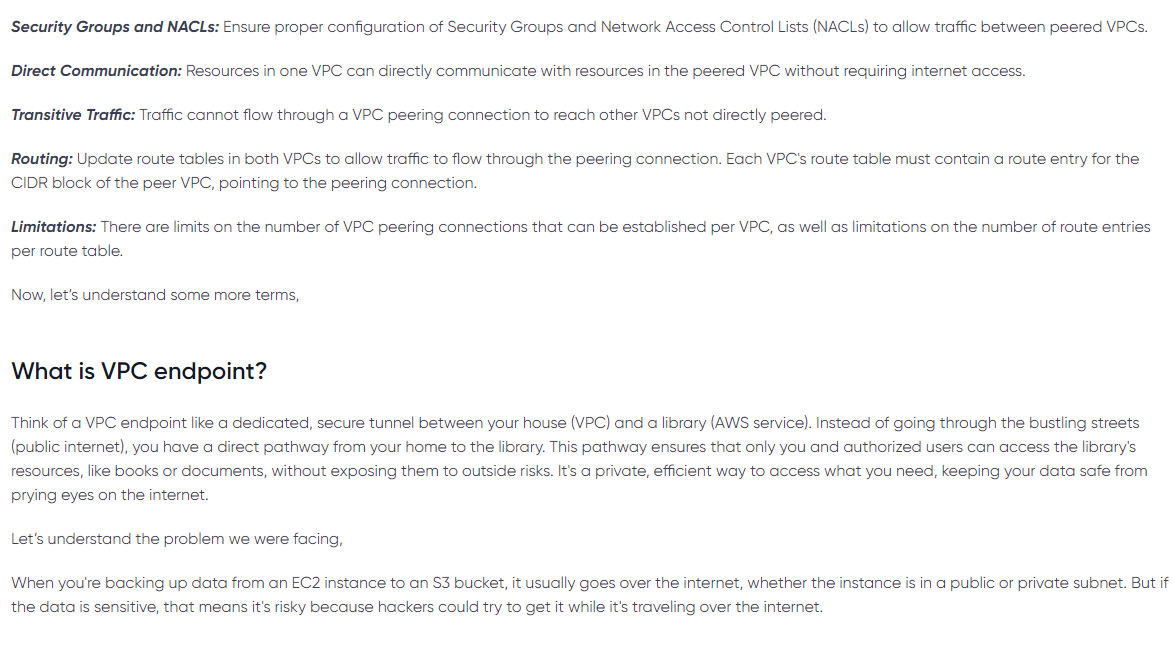 Security Groups and NACLs: Ensure proper configuration of Security Groups and Network Access Control Lists (NACLs) to allow traffic between peered VPCs.
Direct Communication: Resources in one VPC can directly communicate with resources in the peered VPC without requiring internet access.
Transitive Traffic: Traffic cannot flow through a VPC peering connection to reach other VPCs not directly peered.
Routing: Update route tables in both VPCs to allow traffic to flow through the peering connection. Each VPC's route table must contain a route entry for the
CIDR block of the peer VPC, pointing to the peering connection.
Limitations: There are limits on the number of VPC peering connections that can be established per VPC, as well as limitations on the number of route entries
per route table.
Now, let's understand some more terms,
What is VPC endpoint?
Think of a VPC endpoint like a dedicated, secure tunnel between your house (VPC) and a library (AWS service). Instead of going through the bustling streets
(public internet), you have a direct pathway from your home to the library. This pathway ensures that only you and authorized users can access the library's
resources, like books or documents, without exposing them to outside risks. It's a private, efficient way to access what you need, keeping your data safe from
prying eyes on the internet.
Let's understand the problem we were facing,
When you're backing up data from an EC2 instance to an S3 bucket, it usually goes over the internet, whether the instance is in a public or private subnet. But if
the data is sensitive, that means it's risky because hackers could try to get it while it's traveling over the internet.